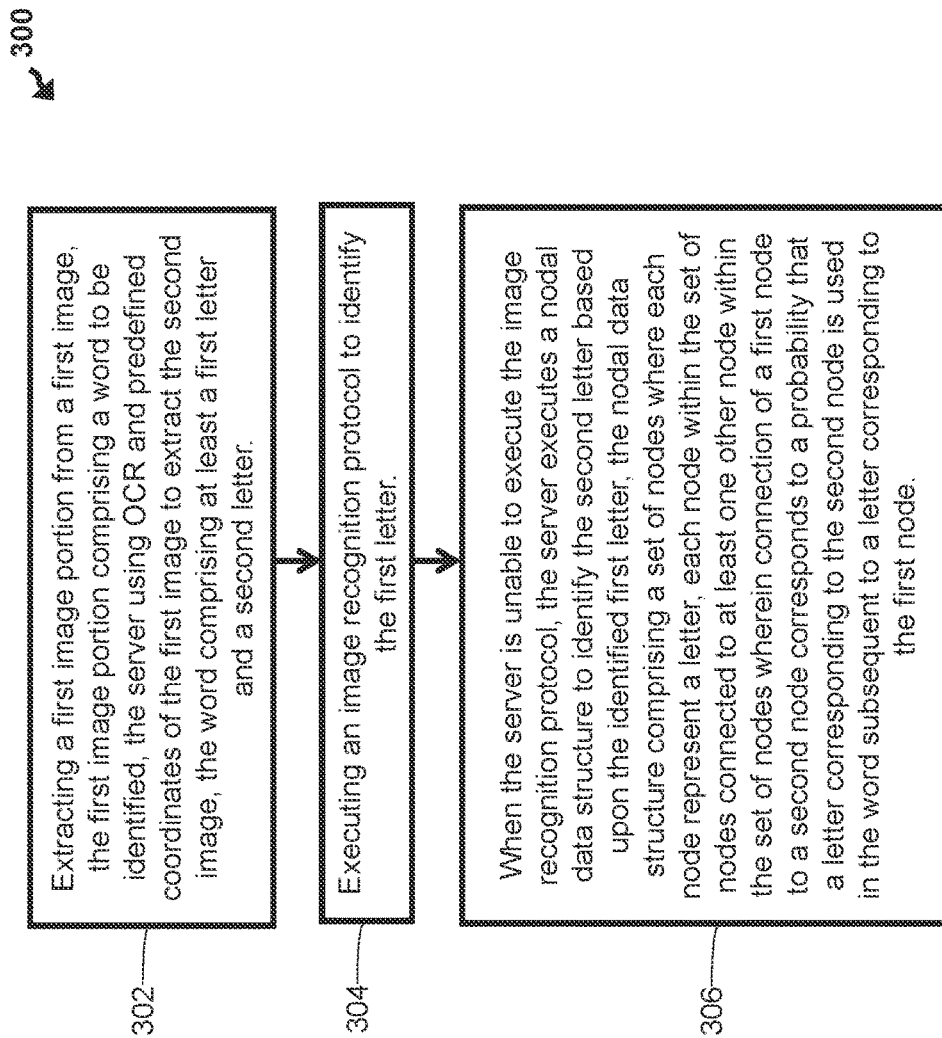 300
302
Extracting a first image portion from a first image,
the first image portion comprising a word to be
identified, the server using OCR and predefined
coordinates of the first image to extract the second
image, the word comprising at least a first letter
and a second letter.
304
Executing an image recognition protocol to identify
the first letter.
306
When the server is unable to execute the image
recognition protocol, the server executes a nodal
data structure to identify the second letter based
upon the identified first letter, the nodal data
structure comprising a set of nodes where each
node represent a letter, each node within the set of
nodes connected to at least one other node within
the set of nodes wherein connection of a first node
to a second node corresponds to a probability that
a letter corresponding to the second node is used
in the word subsequent to a letter corresponding to
the first node.